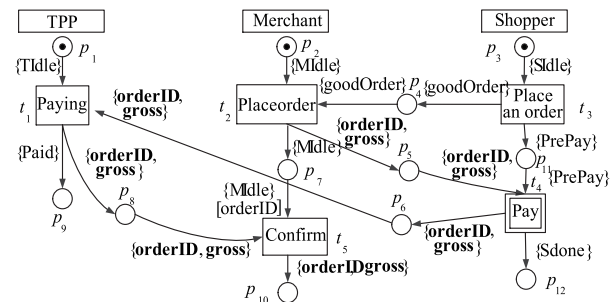 TPP
Merchant
Shopper
p1
p2
p3
{TIdle}
{MIdle}
{SIdle}
{goodOrder}
p4
{goodOrder}
t1
Paying
{orderID,
gross}
t2
Placeorder
Place
an order
t3
{orderID,
gross}
{Paid}
{orderID,
gross}
{MIdle}
p5
{orderID,
gross}
{PrePay}
p11
t4
{PrePay}
p7
{MIdle}
[orderID]
p9
p8
p6
Pay
{orderID, gross}
Confirm
t5
{orderID,
gross}
{Sdone}
{orderID,gross}
p10
p12